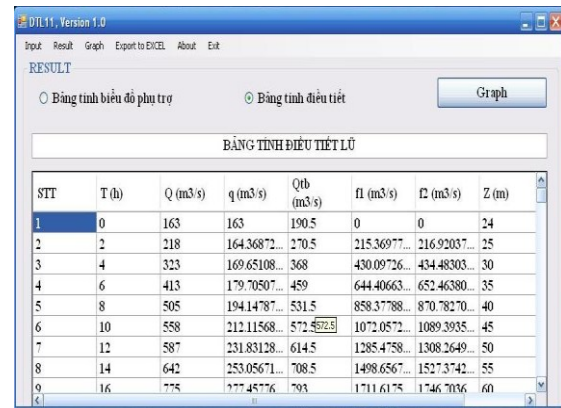 DTL11, Version 1.0
Input Result Graph Export to EXCEL About Exit
RESULT
Bảng tính biểu đồ phụ trợ Bảng tính điều tiết Graph
BẢNG TÍNH ĐIỀU TIẾT LŨ
STT T (h) Q (m3/s) q (m3/s) Qtb (m3/s) f1 (m3/s) f2 (m3/s) Z (m)
1 0 163 163 190.5 0 0 24
2 2 218 164.36872... 270.5 215.36977... 216.92037... 25
3 4 323 169.65108... 368 430.09726... 434.48303... 30
4 6 413 179.70507... 459 644.40663... 652.46380... 35
5 8 505 194.14787... 531.5 858.37788... 870.78270... 40
6 10 558 212.11568... 572.5 572.5 1072.0572... 1089.3935... 45
7 12 587 231.83128... 614.5 1285.4758... 1308.2649... 50
8 14 642 253.05671... 708.5 1498.6567... 1527.3742... 55
9 16 775 277.45776 793 1711.6175 1746.7036 60